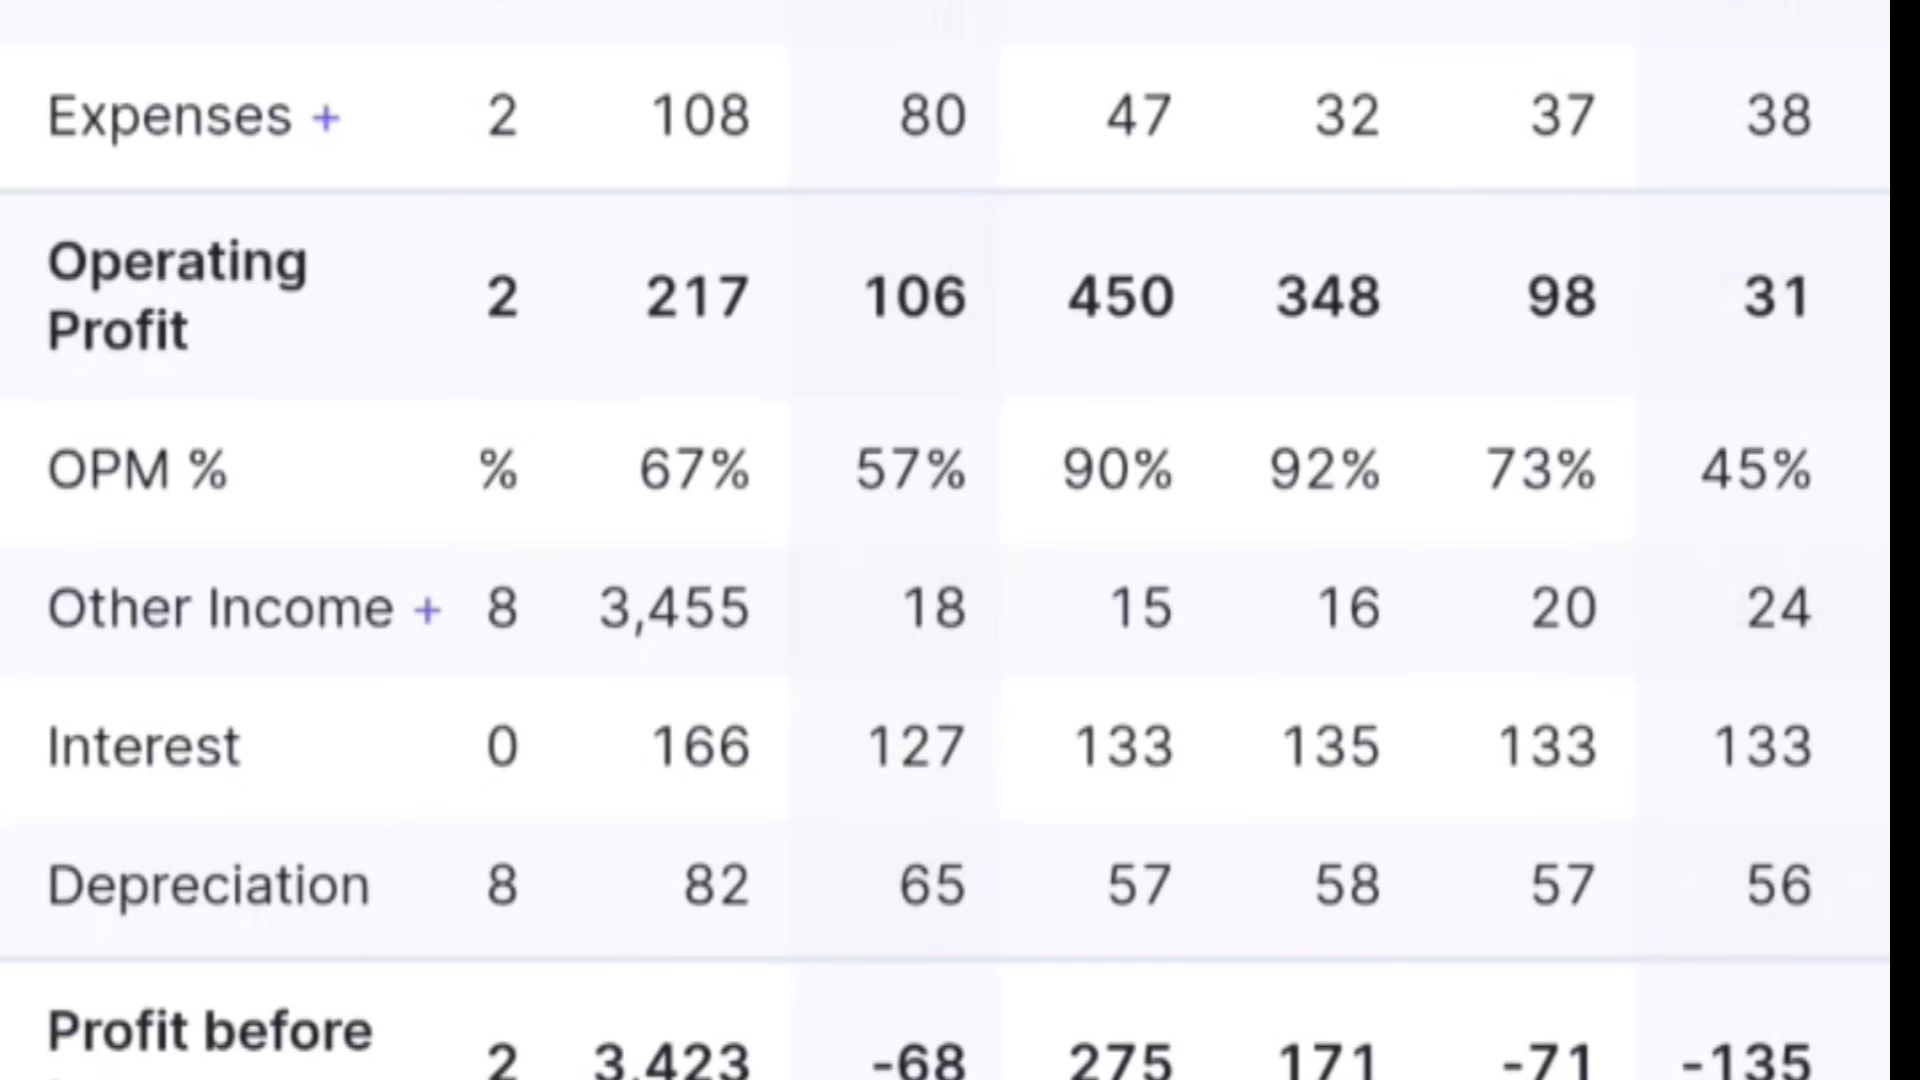 Expenses + 2 108 80 47 32 37 38
Operating
Profit 2 217 106 450 348 98 31
OPM % % 67% 57% 90% 92% 73% 45%
Other Income + 8 3,455 18 15 16 20 24
Interest 0 166 127 133 135 133 133
Depreciation 8 82 65 57 58 57 56
Profit before
2 3,423 -68 275 171 -71 -135